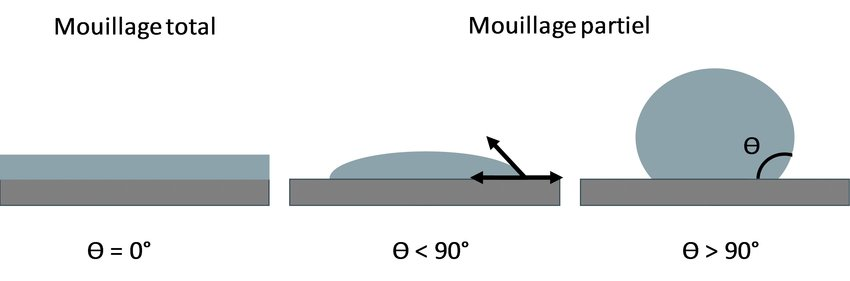 Mouillage total
Mouillage partiel
ϴ
ϴ = 0°
ϴ < 90°
ϴ > 90°